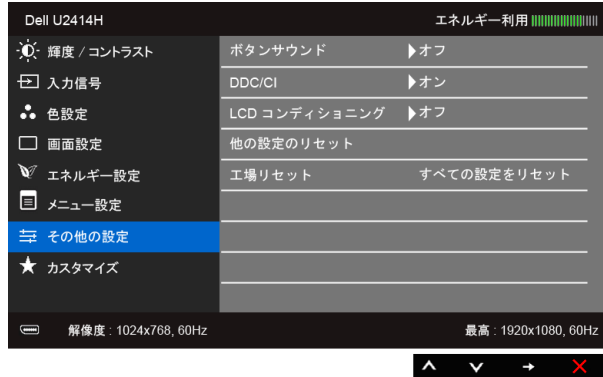 Dell U2414H エネルギー利用
輝度 / コントラスト
入力信号
色設定
画面設定
エネルギー設定
メニュー設定
その他の設定
カスタマイズ
ボタンサウンド オフ
DDC/CI オン
LCD コンディショニング オフ
他の設定のリセット
工場リセット すべての設定をリセット
解像度 : 1024x768, 60Hz 最高 : 1920x1080, 60Hz